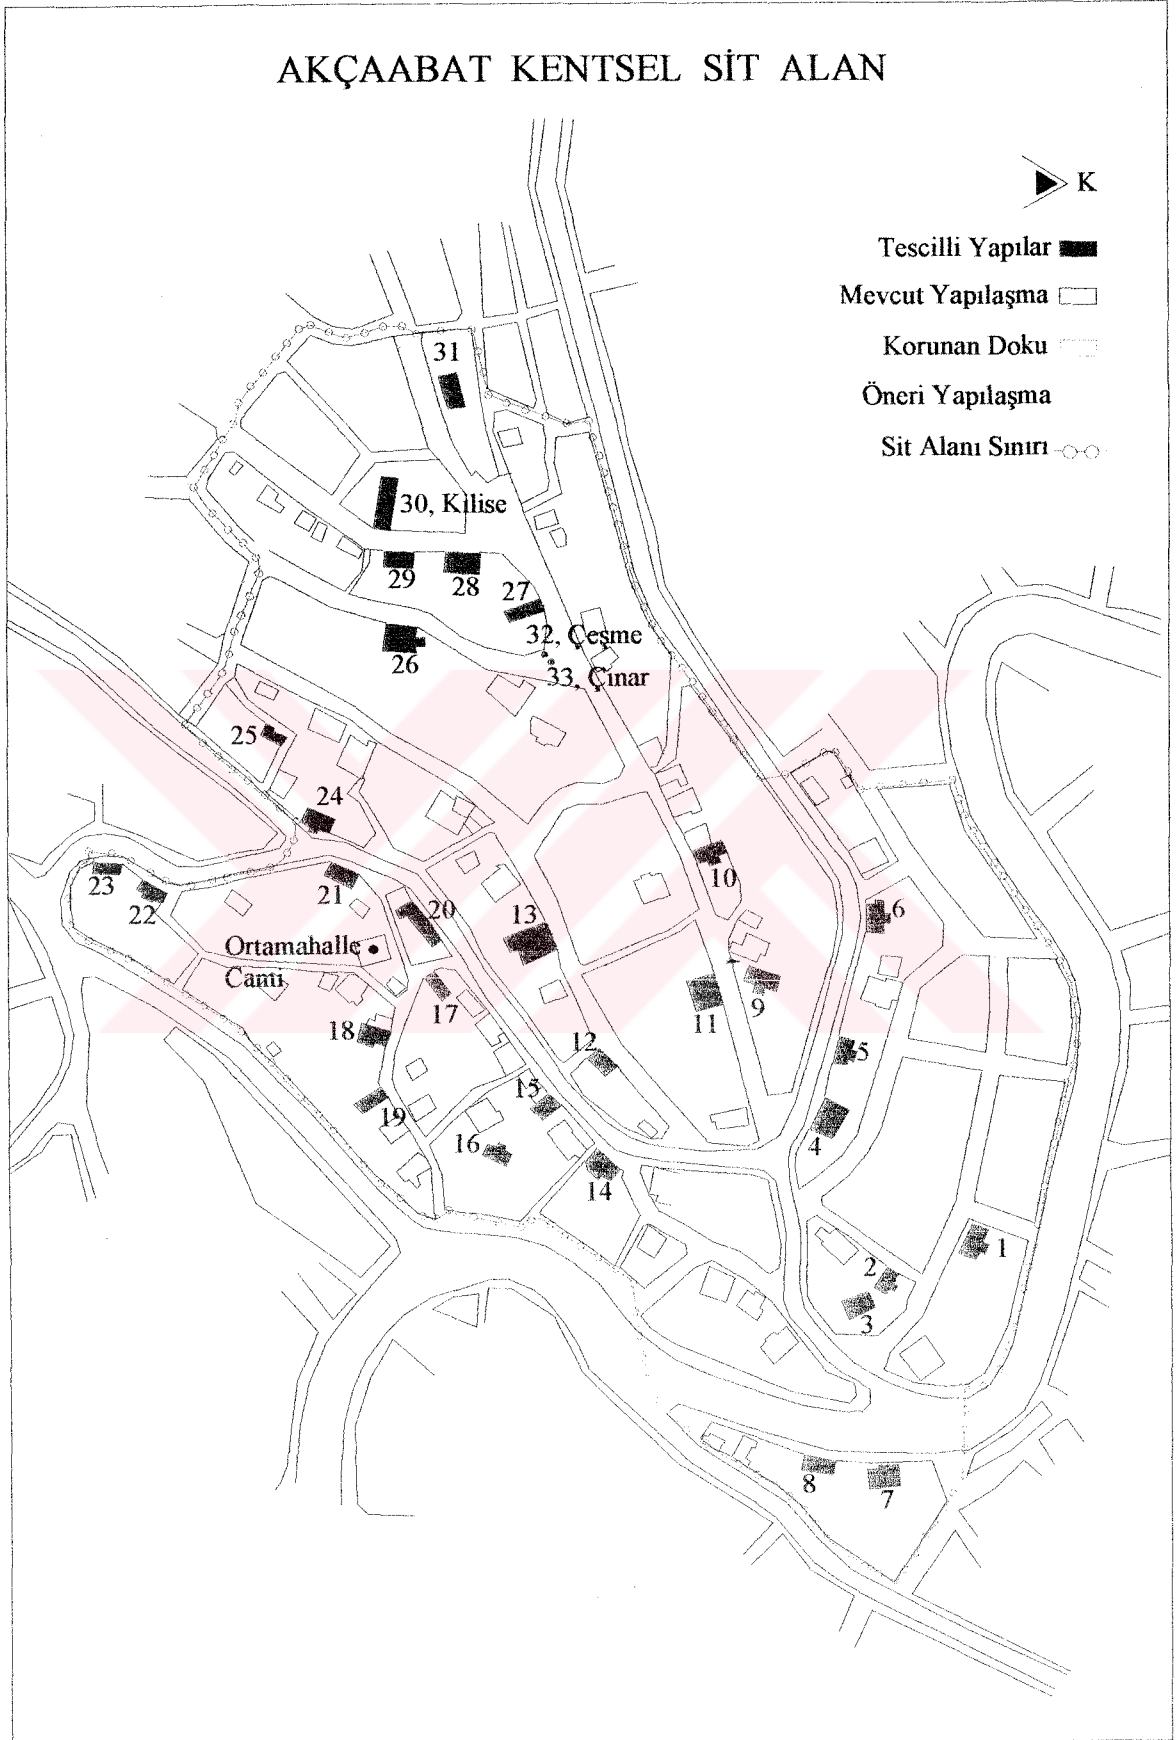 AKÇAABAT KENTSEL SİT ALAN
K
Tescilli Yapılar
Mevcut Yapılaşma
Korunan Doku
Öneri Yapılaşma
Sit Alanı Sınırı
31
30, Kilise
29
28
27
32, Çeşme
26
33, Çınar
25
24
10
23
22
21
20
13
6
Ortamahalle
Cami
17
11
9
18
12
5
15
19
16
4
14
1
2
3
8
7